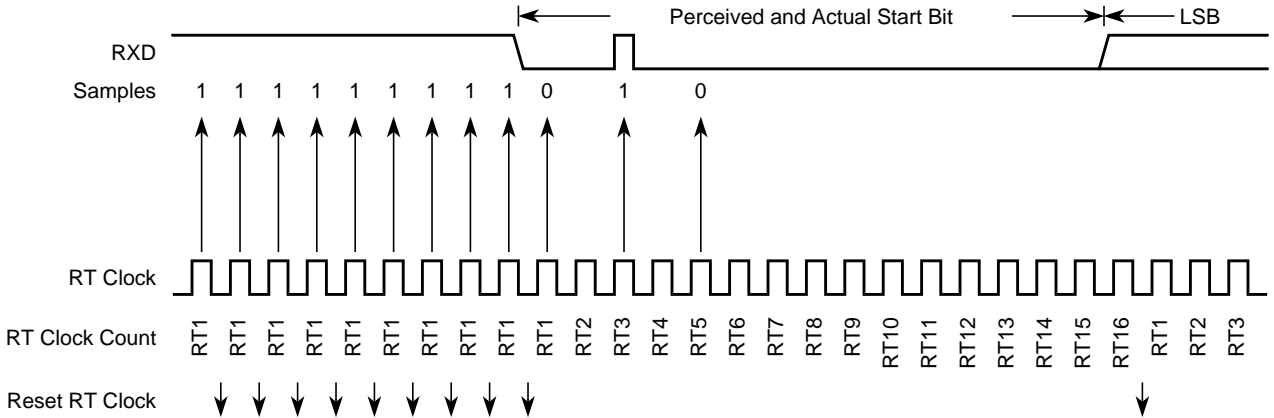 Perceived and Actual Start Bit LSB
RXD
Samples 1 1 1 1 1 1 1 1 1 0 1 0
RT Clock
RT Clock Count RT1 RT1 RT1 RT1 RT1 RT1 RT1 RT1 RT1 RT1 RT2 RT3 RT4 RT5 RT6 RT7 RT8 RT9 RT10 RT11 RT12 RT13 RT14 RT15 RT16 RT1 RT2 RT3
Reset RT Clock